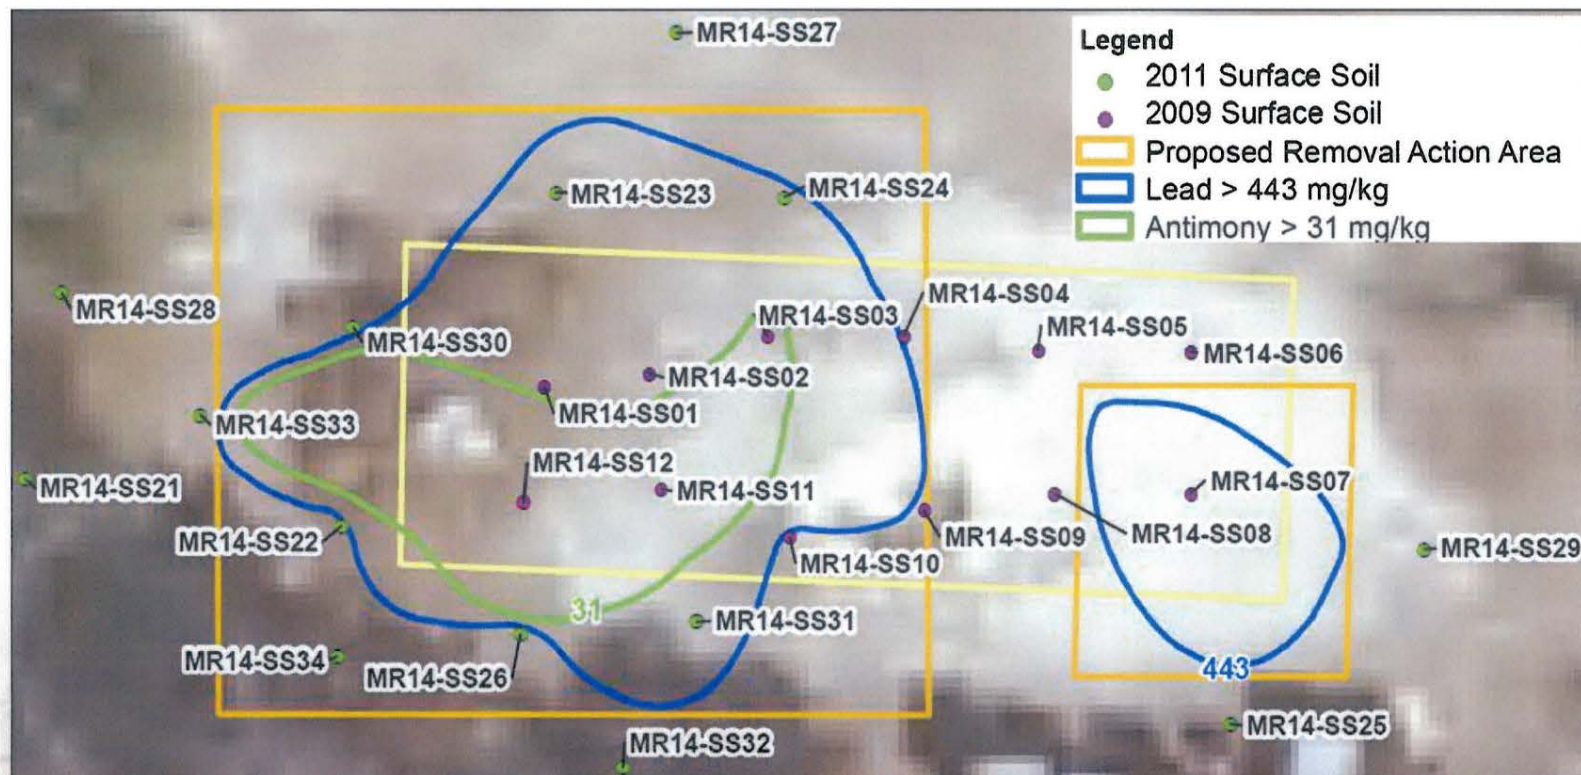 MR14-SS27
Legend
2011 Surface Soil
2009 Surface Soil
Proposed Removal Action Area
Lead > 443 mg/kg
Antimony > 31 mg/kg
MR14-SS23
MR14-SS24
MR14-SS28
MR14-SS04
MR14-SS03
MR14-SS05
MR14-SS30
MR14-SS06
MR14-SS02
MR14-SS01
MR14-SS33
MR14-SS12
MR14-SS07
MR14-SS21
MR14-SS11
MR14-SS22
MR14-SS09
MR14-SS08
MR14-SS29
MR14-SS10
31
MR14-SS31
MR14-SS34
MR14-SS26
443
MR14-SS25
MR14-SS32